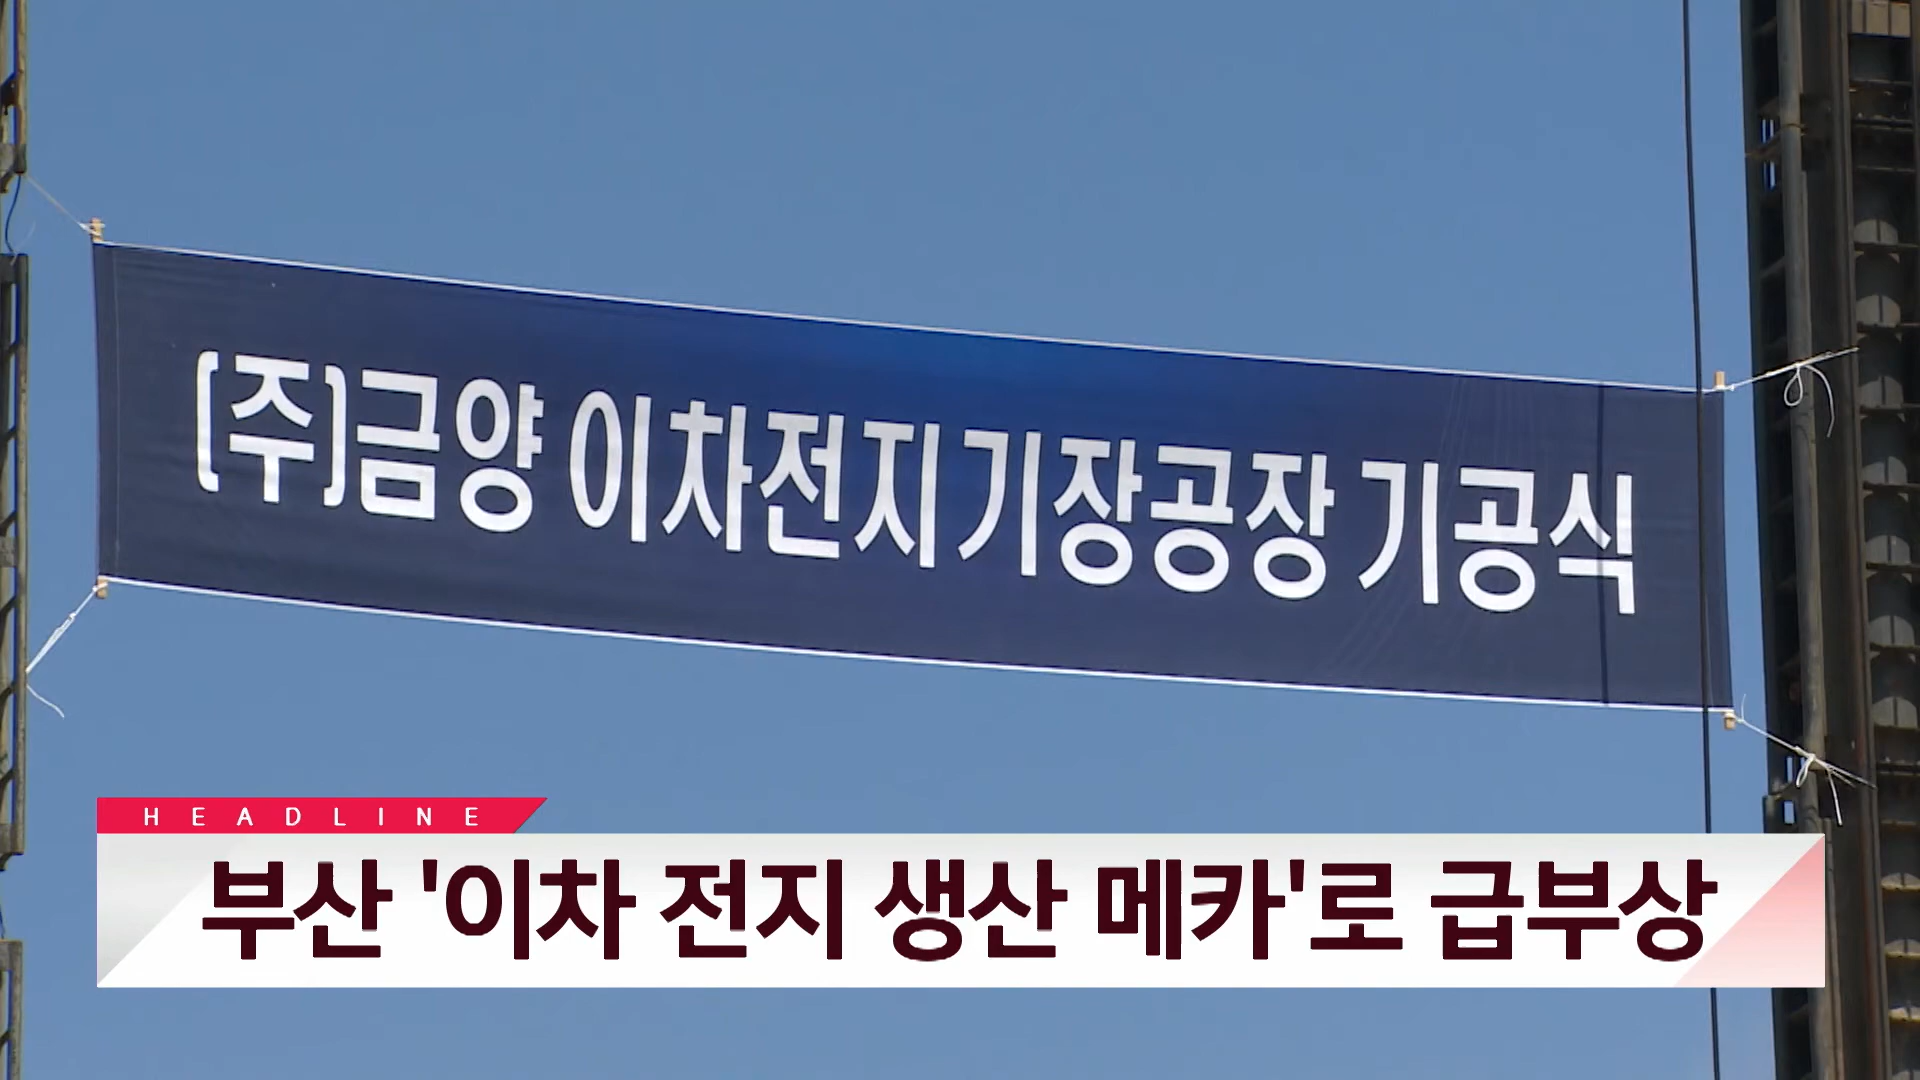 (주)금양 이차전지 기장공장 기공식
HEADLINE
부산 '이차 전지 생산 메카'로 급부상